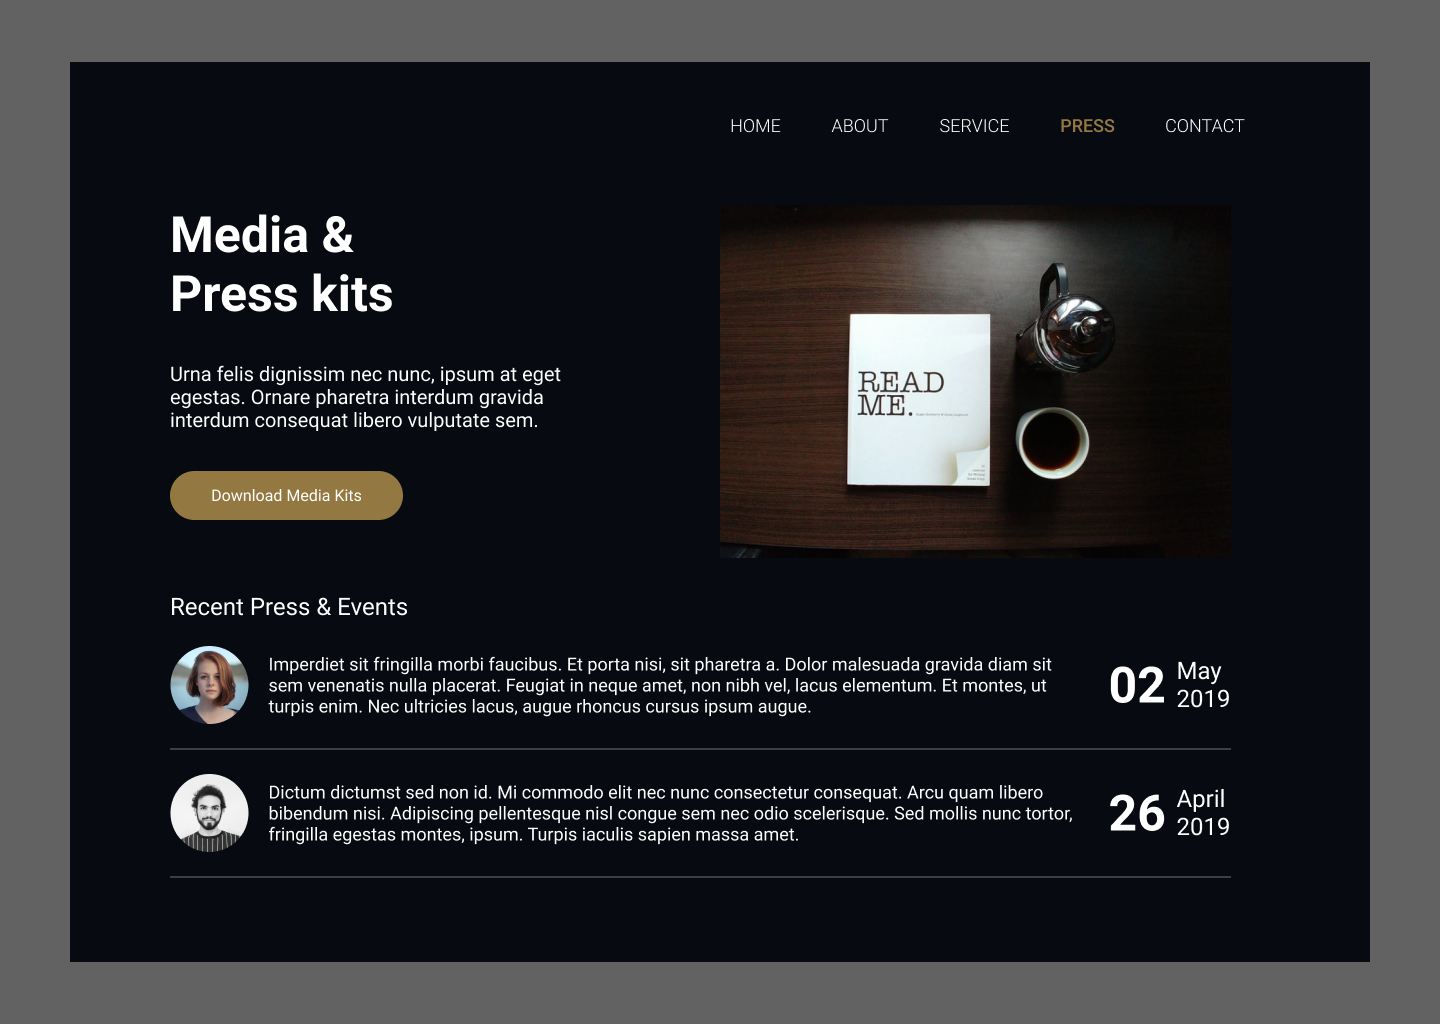 HOME ABOUT SERVICE PRESS CONTACT
Media &
Press kits
Urna felis dignissim nec nunc, ipsum at eget
egestas. Ornare pharetra interdum gravida
interdum consequat libero vulputate sem.
Download Media Kits
READ
ME.
Recent Press & Events
Imperdiet sit fringilla morbi faucibus. Et porta nisi, sit pharetra a. Dolor malesuada gravida diam sit
sem venenatis nulla placerat. Feugiat in neque amet, non nibh vel, lacus elementum. Et montes, ut
turpis enim. Nec ultricies lacus, augue rhoncus cursus ipsum augue.
02
May
2019
Dictum dictumst sed non id. Mi commodo elit nec nunc consectetur consequat. Arcu quam libero
bibendum nisi. Adipiscing pellentesque nisl congue sem nec odio scelerisque. Sed mollis nunc tortor,
fringilla egestas montes, ipsum. Turpis iaculis sapien massa amet.
26
April
2019